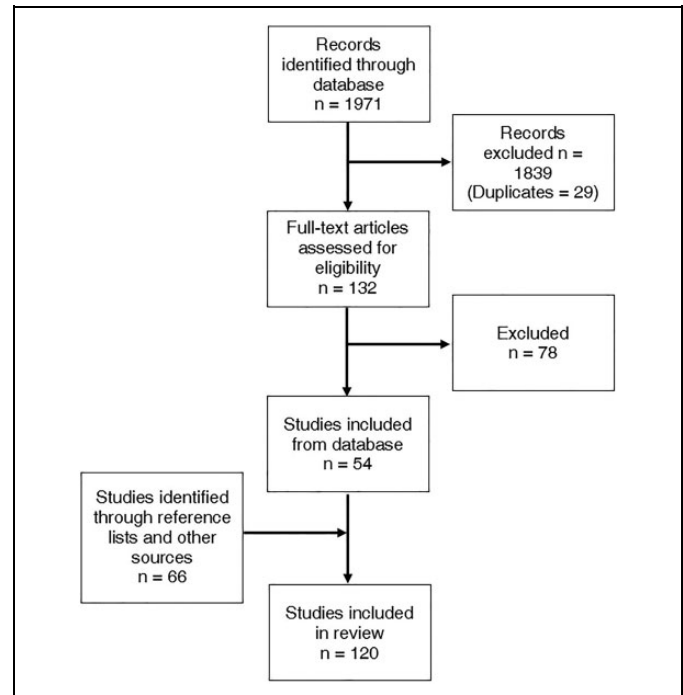 Records
identified through
database
n = 1971
Records
excluded n =
1839
(Duplicates = 29)
Full-text articles
assessed for
eligibility
n = 132
Excluded
n = 78
Studies included
from database
n = 54
Studies identified
through reference
lists and other
sources
n = 66
Studies included
in review
n = 120